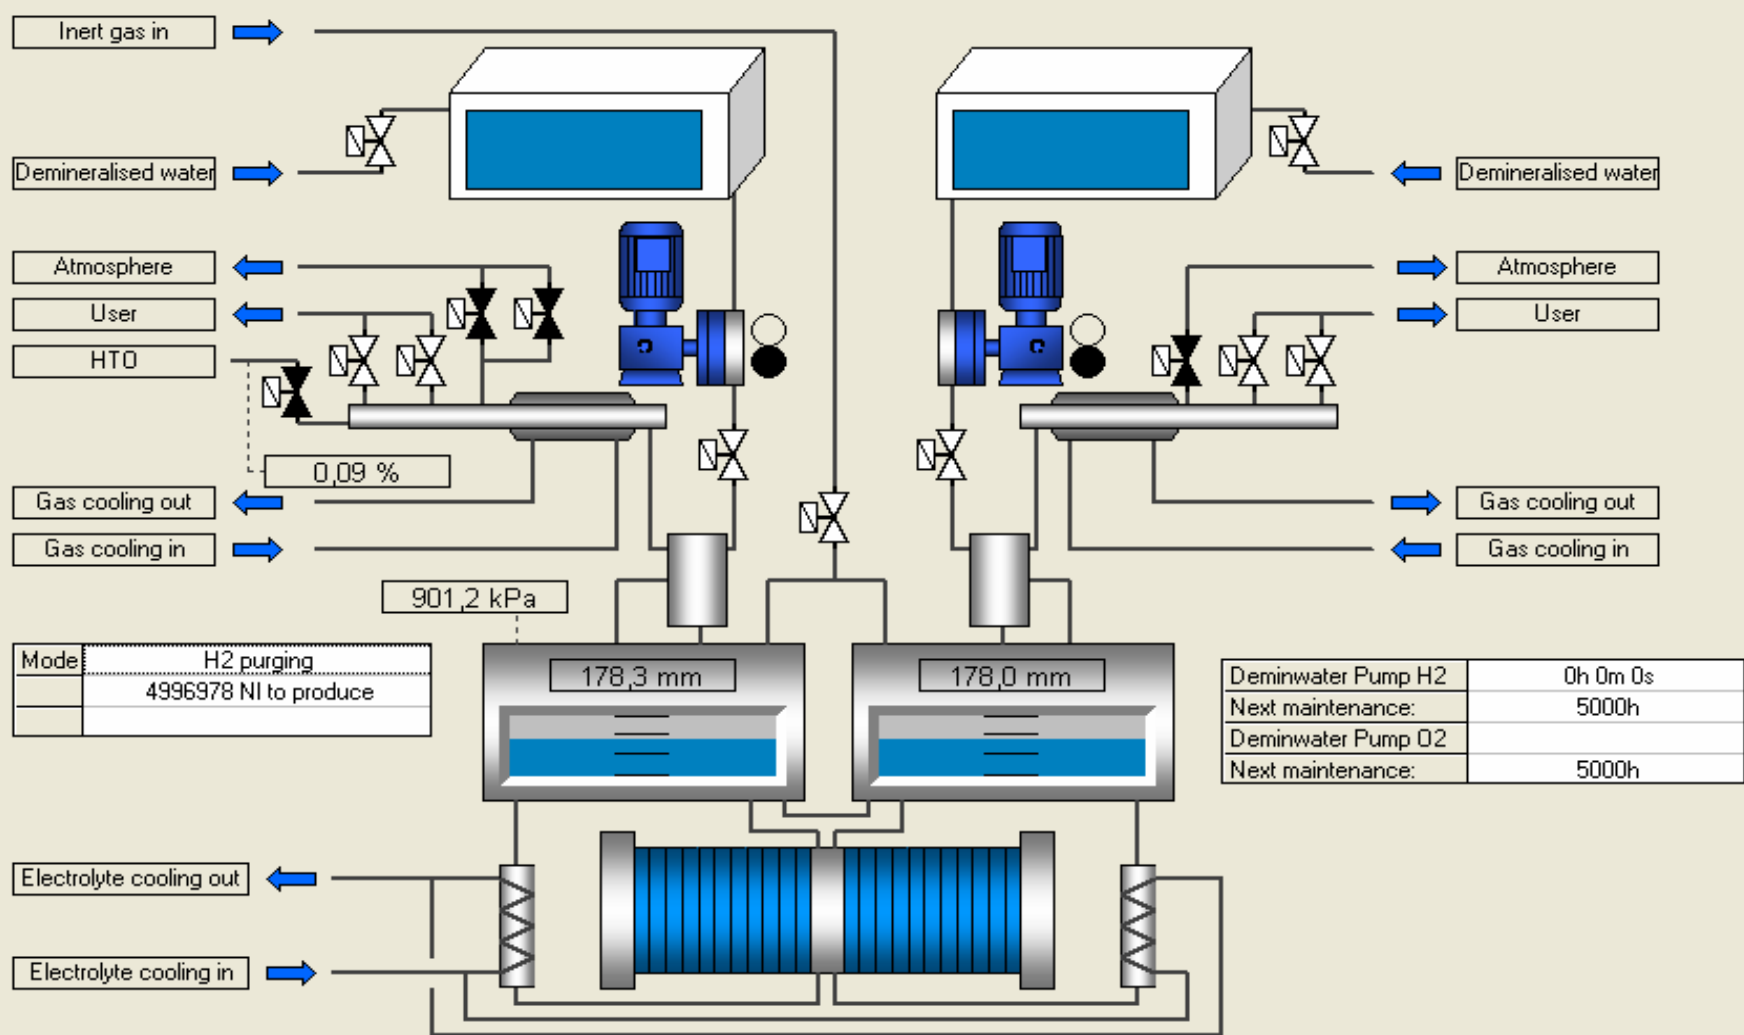 Inert gas in
Demineralised water
Demineralised water
Atmosphere
Atmosphere
User
User
HTO
0,09 %
Gas cooling out
Gas cooling out
Gas cooling in
Gas cooling in
901,2 kPa
Mode H2 purging
4996978 Nl to produce
178,3 mm
178,0 mm
Deminwater Pump H2 0h 0m 0s
Next maintenance: 5000h
Deminwater Pump O2
Next maintenance: 5000h
Electrolyte cooling out
Electrolyte cooling in